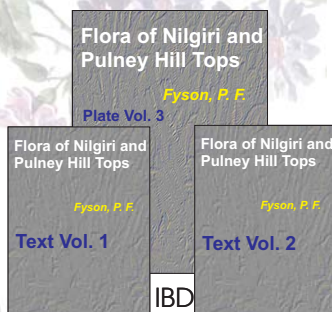 Flora of Nilgiri and
Pulney Hill Tops
Fyson, P. F.
Plate Vol. 3
Flora of Nilgiri and
Pulney Hill Tops
Fyson, P. F.
Text Vol. 1
Flora of Nilgiri and
Pulney Hill Tops
Fyson, P. F.
Text Vol. 2
IBD